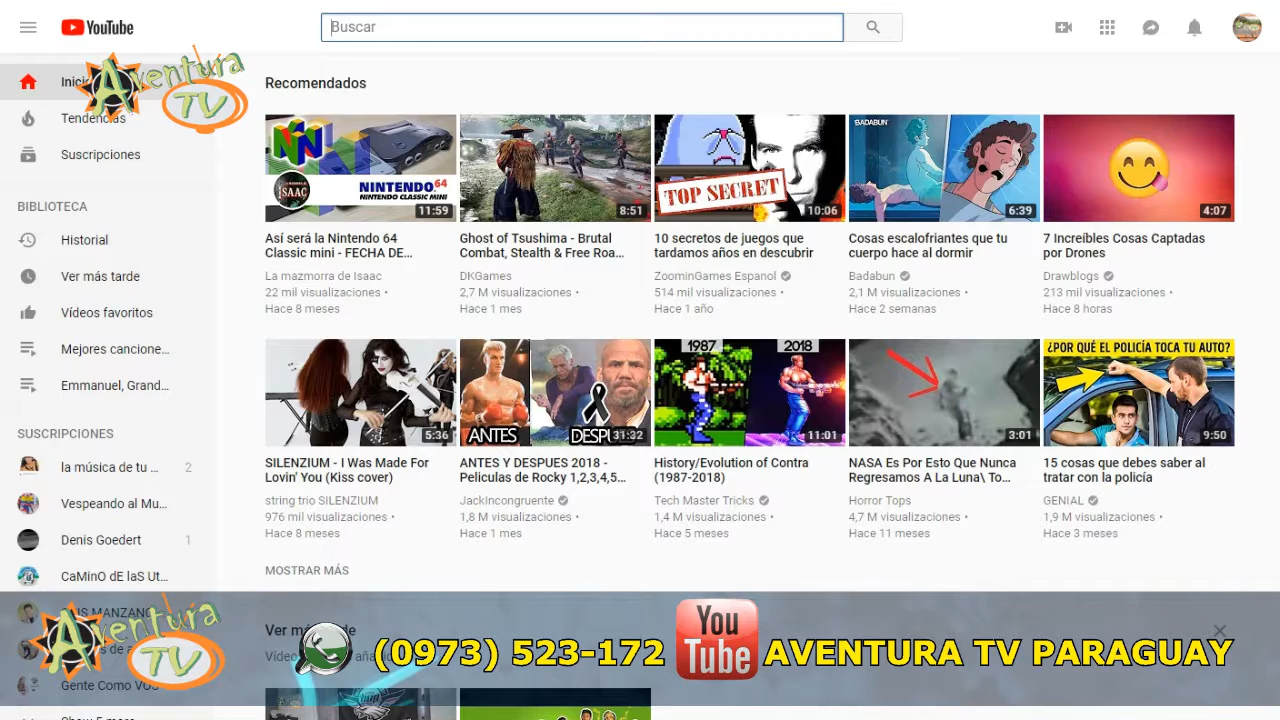 YouTube
Buscar
Aventura
TV
Inicio
Tendencias
Suscripciones
BIBLIOTECA
Historial
Ver más tarde
Vídeos favoritos
Mejores cancione...
Emmanuel, Grand...
SUSCRIPCIONES
la música de tu ... 2
Vespeando al Mu...
Denis Goedert 1
CaMinO dE laS Ut...
Recomendados
NINTENDO 64
NINTENDO CLASSIC MINI
ISAAC
11:59
Así será la Nintendo 64
Classic mini - FECHA DE...
La mazmorra de Isaac
22 mil visualizaciones •
Hace 8 meses
8:51
Ghost of Tsushima - Brutal
Combat, Stealth & Free Roa...
DKGames
2,7 M visualizaciones •
Hace 1 mes
TOP SECRET
10:06
10 secretos de juegos que
tardamos años en descubrir
ZoominGames Espanol
514 mil visualizaciones •
Hace 1 año
BADABUN
6:39
Cosas escalofriantes que tu
cuerpo hace al dormir
Badabun
2,1 M visualizaciones •
Hace 2 semanas
4:07
7 Increíbles Cosas Captadas
por Drones
Drawblogs
213 mil visualizaciones •
Hace 8 horas
5:36
SILENZIUM - I Was Made For
Lovin' You (Kiss cover)
string trio SILENZIUM
976 mil visualizaciones •
Hace 8 meses
ANTES
31:32
ANTES Y DESPUES 2018 -
Peliculas de Rocky 1,2,3,4,5...
JackIncongruente
1,8 M visualizaciones •
Hace 1 mes
1987 2018
11:01
History/Evolution of Contra
(1987-2018)
Tech Master Tricks
1,4 M visualizaciones •
Hace 5 meses
3:01
NASA Es Por Esto Que Nunca
Regresamos A La Luna\ To...
Horror Tops
4,7 M visualizaciones •
Hace 11 meses
¿POR QUÉ EL POLICÍA TOCA TU AUTO?
9:50
15 cosas que debes saber al
tratar con la policía
GENIAL
1,9 M visualizaciones •
Hace 3 meses
MOSTRAR MÁS
Aventura
TV
Gente Como VOS
(0973) 523-172
You
Tube
AVENTURA TV PARAGUAY